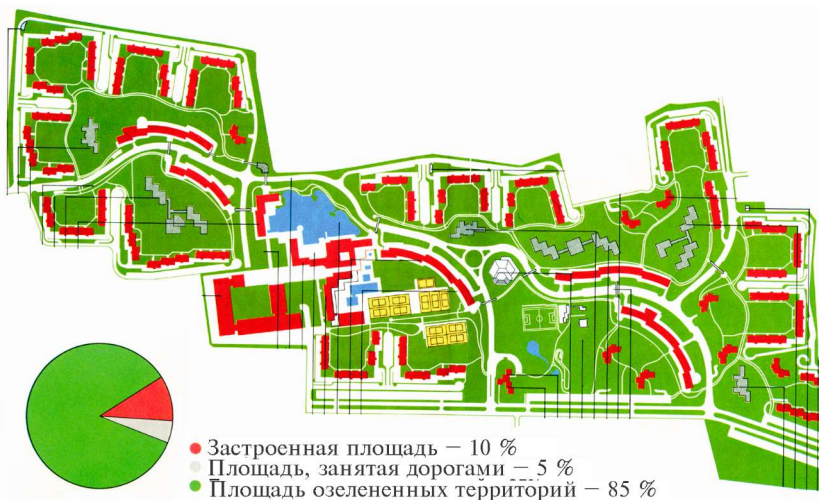 Застроенная площадь – 10 %
Площадь, занятая дорогами – 5 %
Площадь озелененных территорий – 85 %